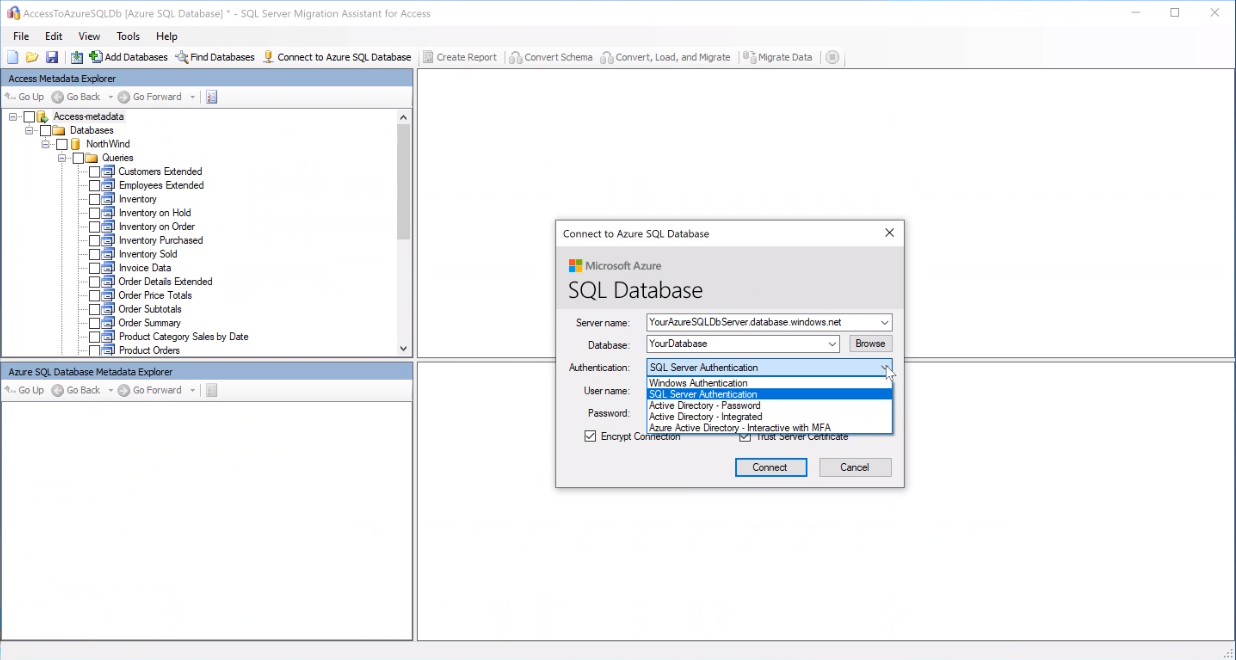 AccessToAzureSQLDb [Azure SQL Database] * - SQL Server Migration Assistant for Access
File Edit View Tools Help
Add Databases Find Databases Connect to Azure SQL Database Create Report Convert Schema Convert, Load, and Migrate Migrate Data
Access Metadata Explorer
Go Up Go Back Go Forward
Access-metadata
Databases
NorthWind
Queries
Customers Extended
Employees Extended
Inventory
Inventory on Hold
Inventory on Order
Inventory Purchased
Inventory Sold
Invoice Data
Order Details Extended
Order Price Totals
Order Subtotals
Order Summary
Product Category Sales by Date
Product Orders
Azure SQL Database Metadata Explorer
Go Up Go Back Go Forward
Connect to Azure SQL Database
Microsoft Azure
SQL Database
Server name: YourAzureSQLDbServer.database.windows.net
Database: YourDatabase Browse
Authentication: SQL Server Authentication
Windows Authentication
User name: SQL Server Authentication
Active Directory - Password
Password: Active Directory - Integrated
Azure Active Directory - Interactive with MFA
Encrypt Connection Trust Server Certificate
Connect Cancel